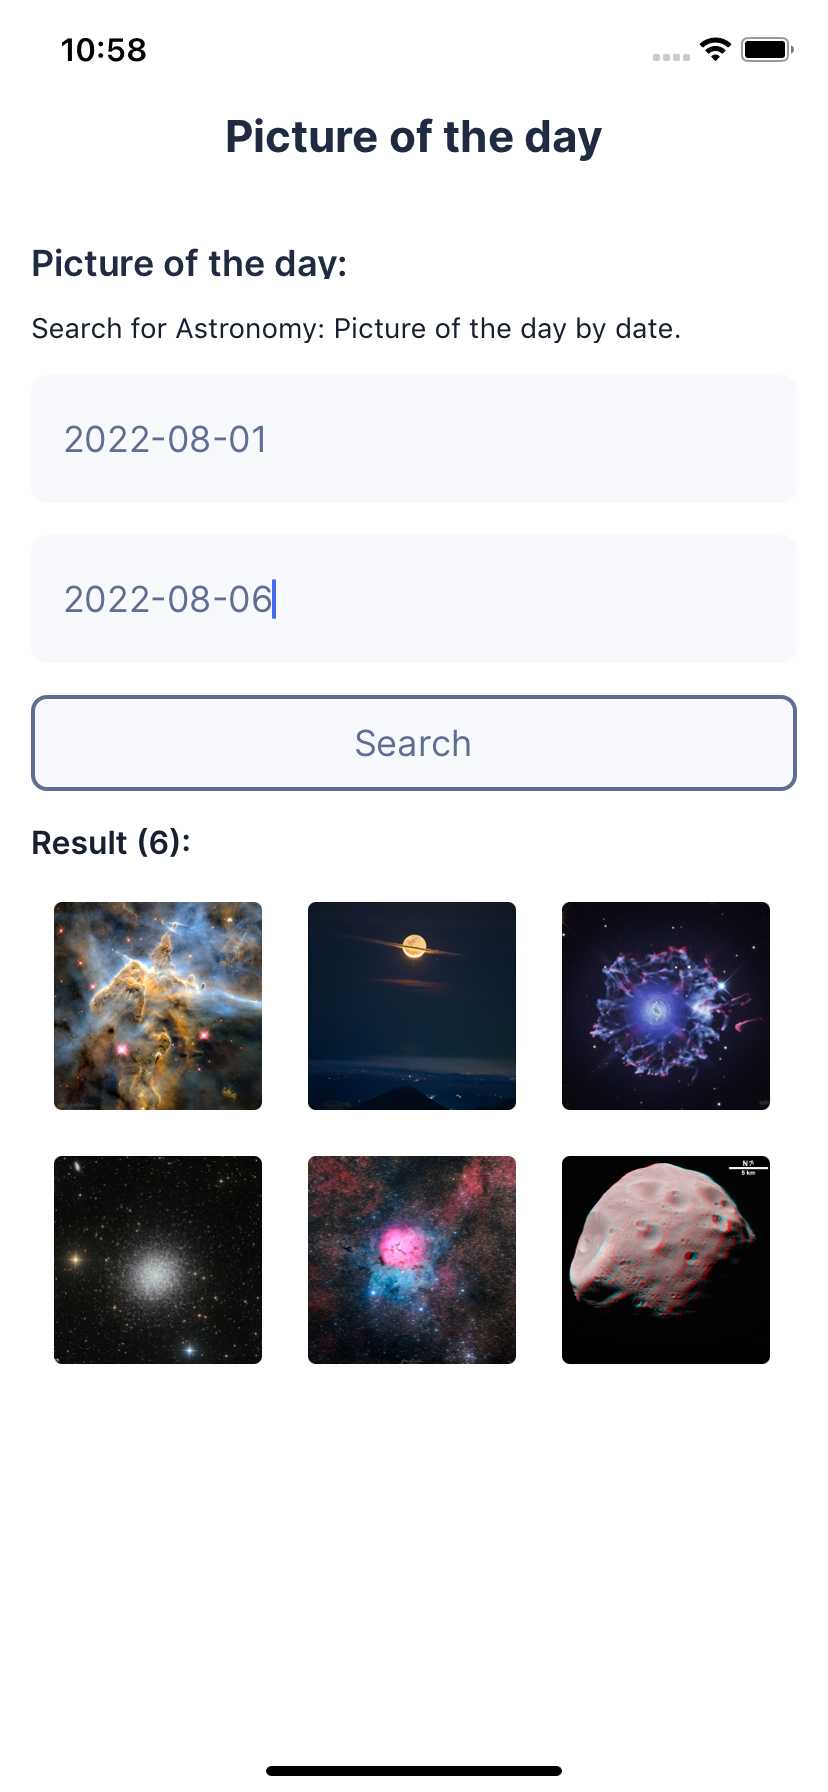 10:58
Picture of the day
Picture of the day:
Search for Astronomy: Picture of the day by date.
2022-08-01
2022-08-06
Search
Result (6):
5 km